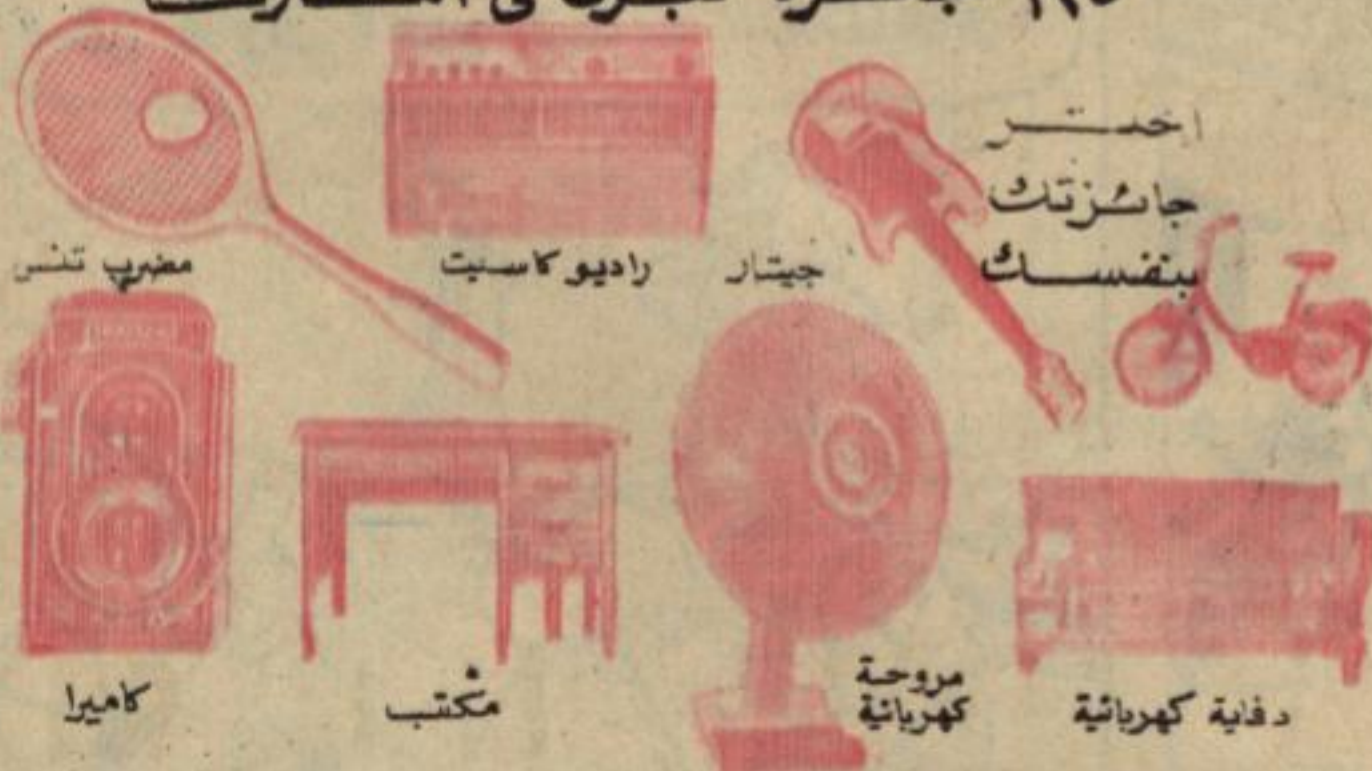 اختر
جائزتك
بنفسك
جيتار
راديو كاسيت
مضرب تنس
دفاية كهربائية
مروحة
كهربائية
مكتب
كاميرا